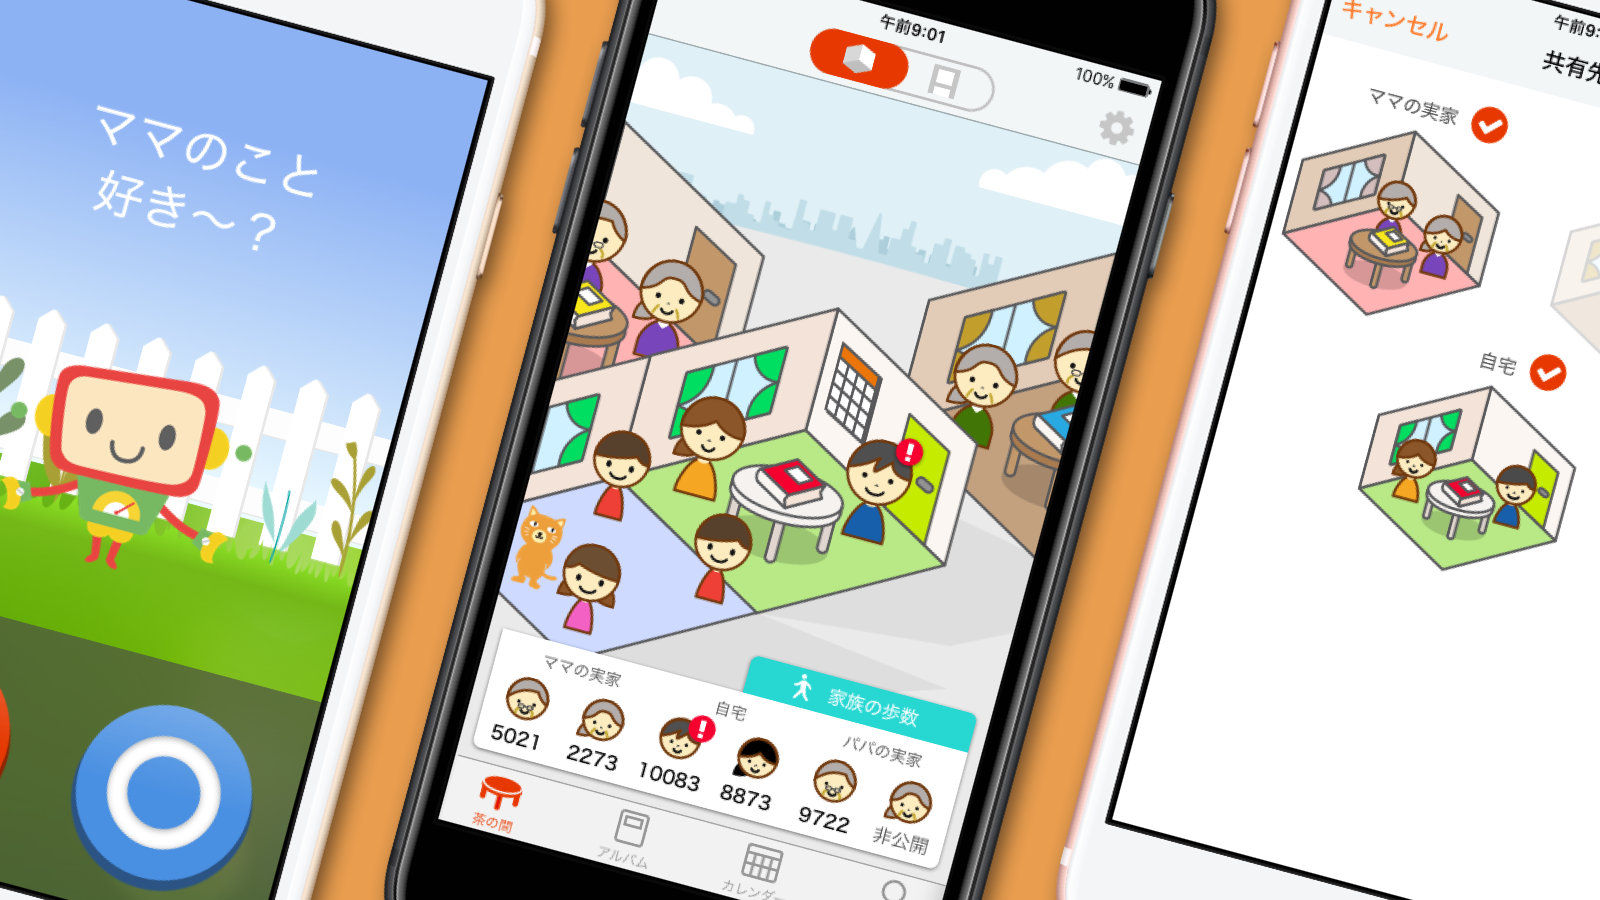 ママのこと
好き〜？
午前9:01
100%
ママの実家
5021
2273
自宅
10083
8873
家族の歩数
パパの実家
9722
非公開
茶の間
アルバム
カレンダー
キャンセル
午前9:
共有先
ママの実家
自宅